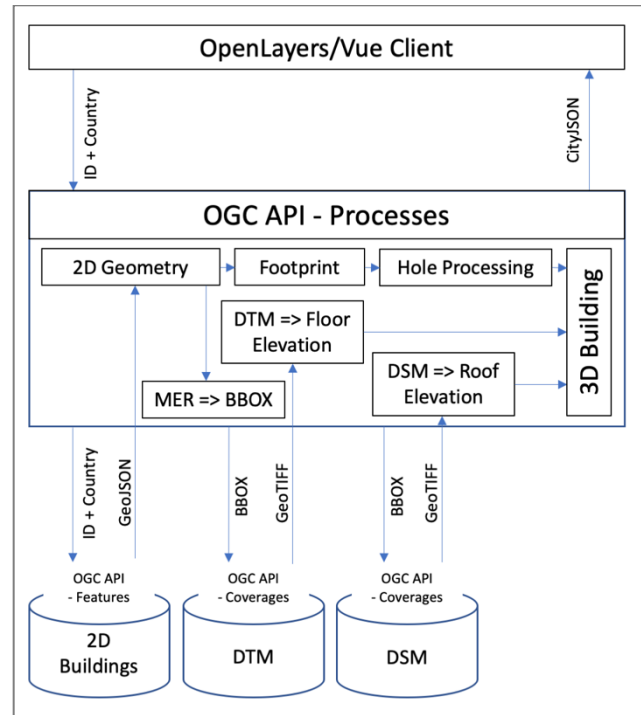 OpenLayers/Vue Client
ID + Country
CityJSON
OGC API - Processes
2D Geometry
Footprint
Hole Processing
DTM => Floor
Elevation
DSM => Roof
Elevation
MER => BBOX
3D Building
ID + Country
GeoJSON
BBOX
GeoTIFF
BBOX
GeoTIFF
OGC API
- Features
OGC API
- Coverages
OGC API
- Coverages
2D
Buildings
DTM
DSM